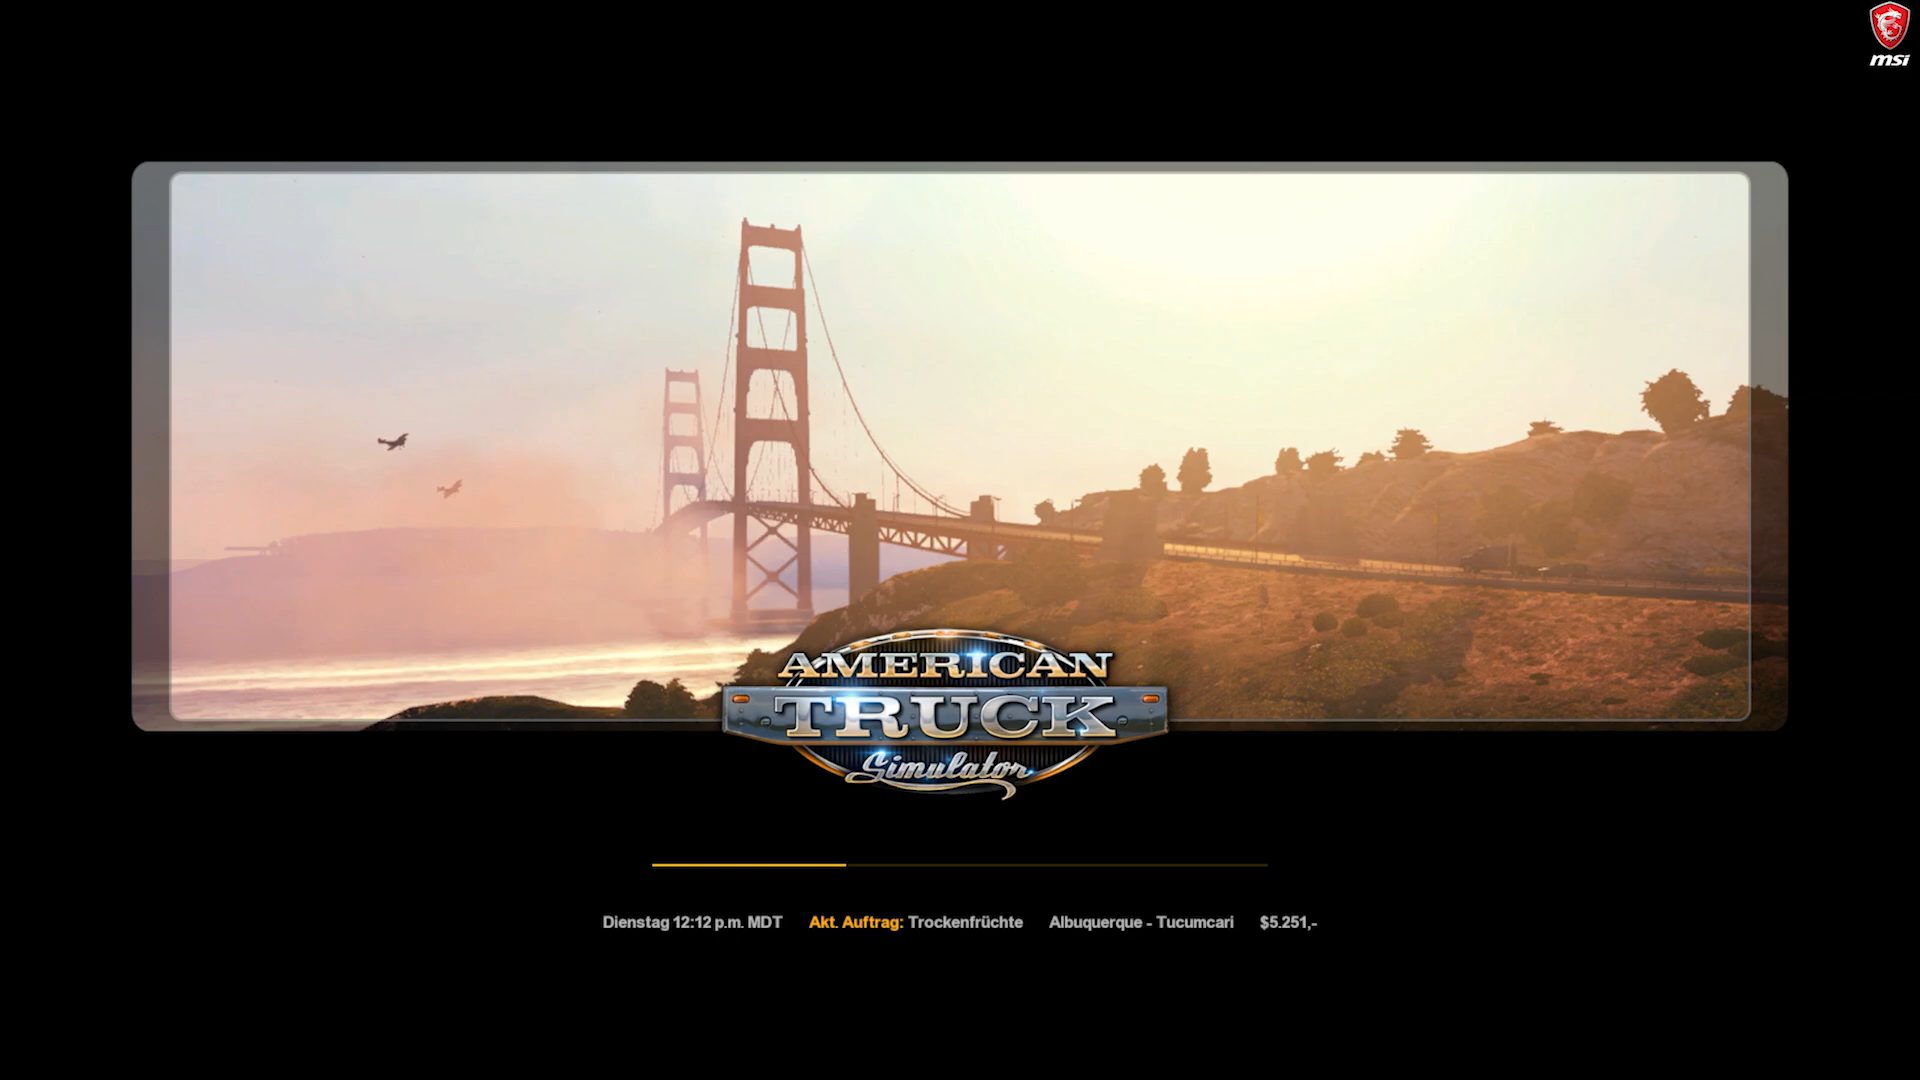 msi
AMERICAN
TRUCK
Simulator
Dienstag 12:12 p.m. MDT Akt. Auftrag: Trockenfrüchte Albuquerque - Tucumcari $5.251,-